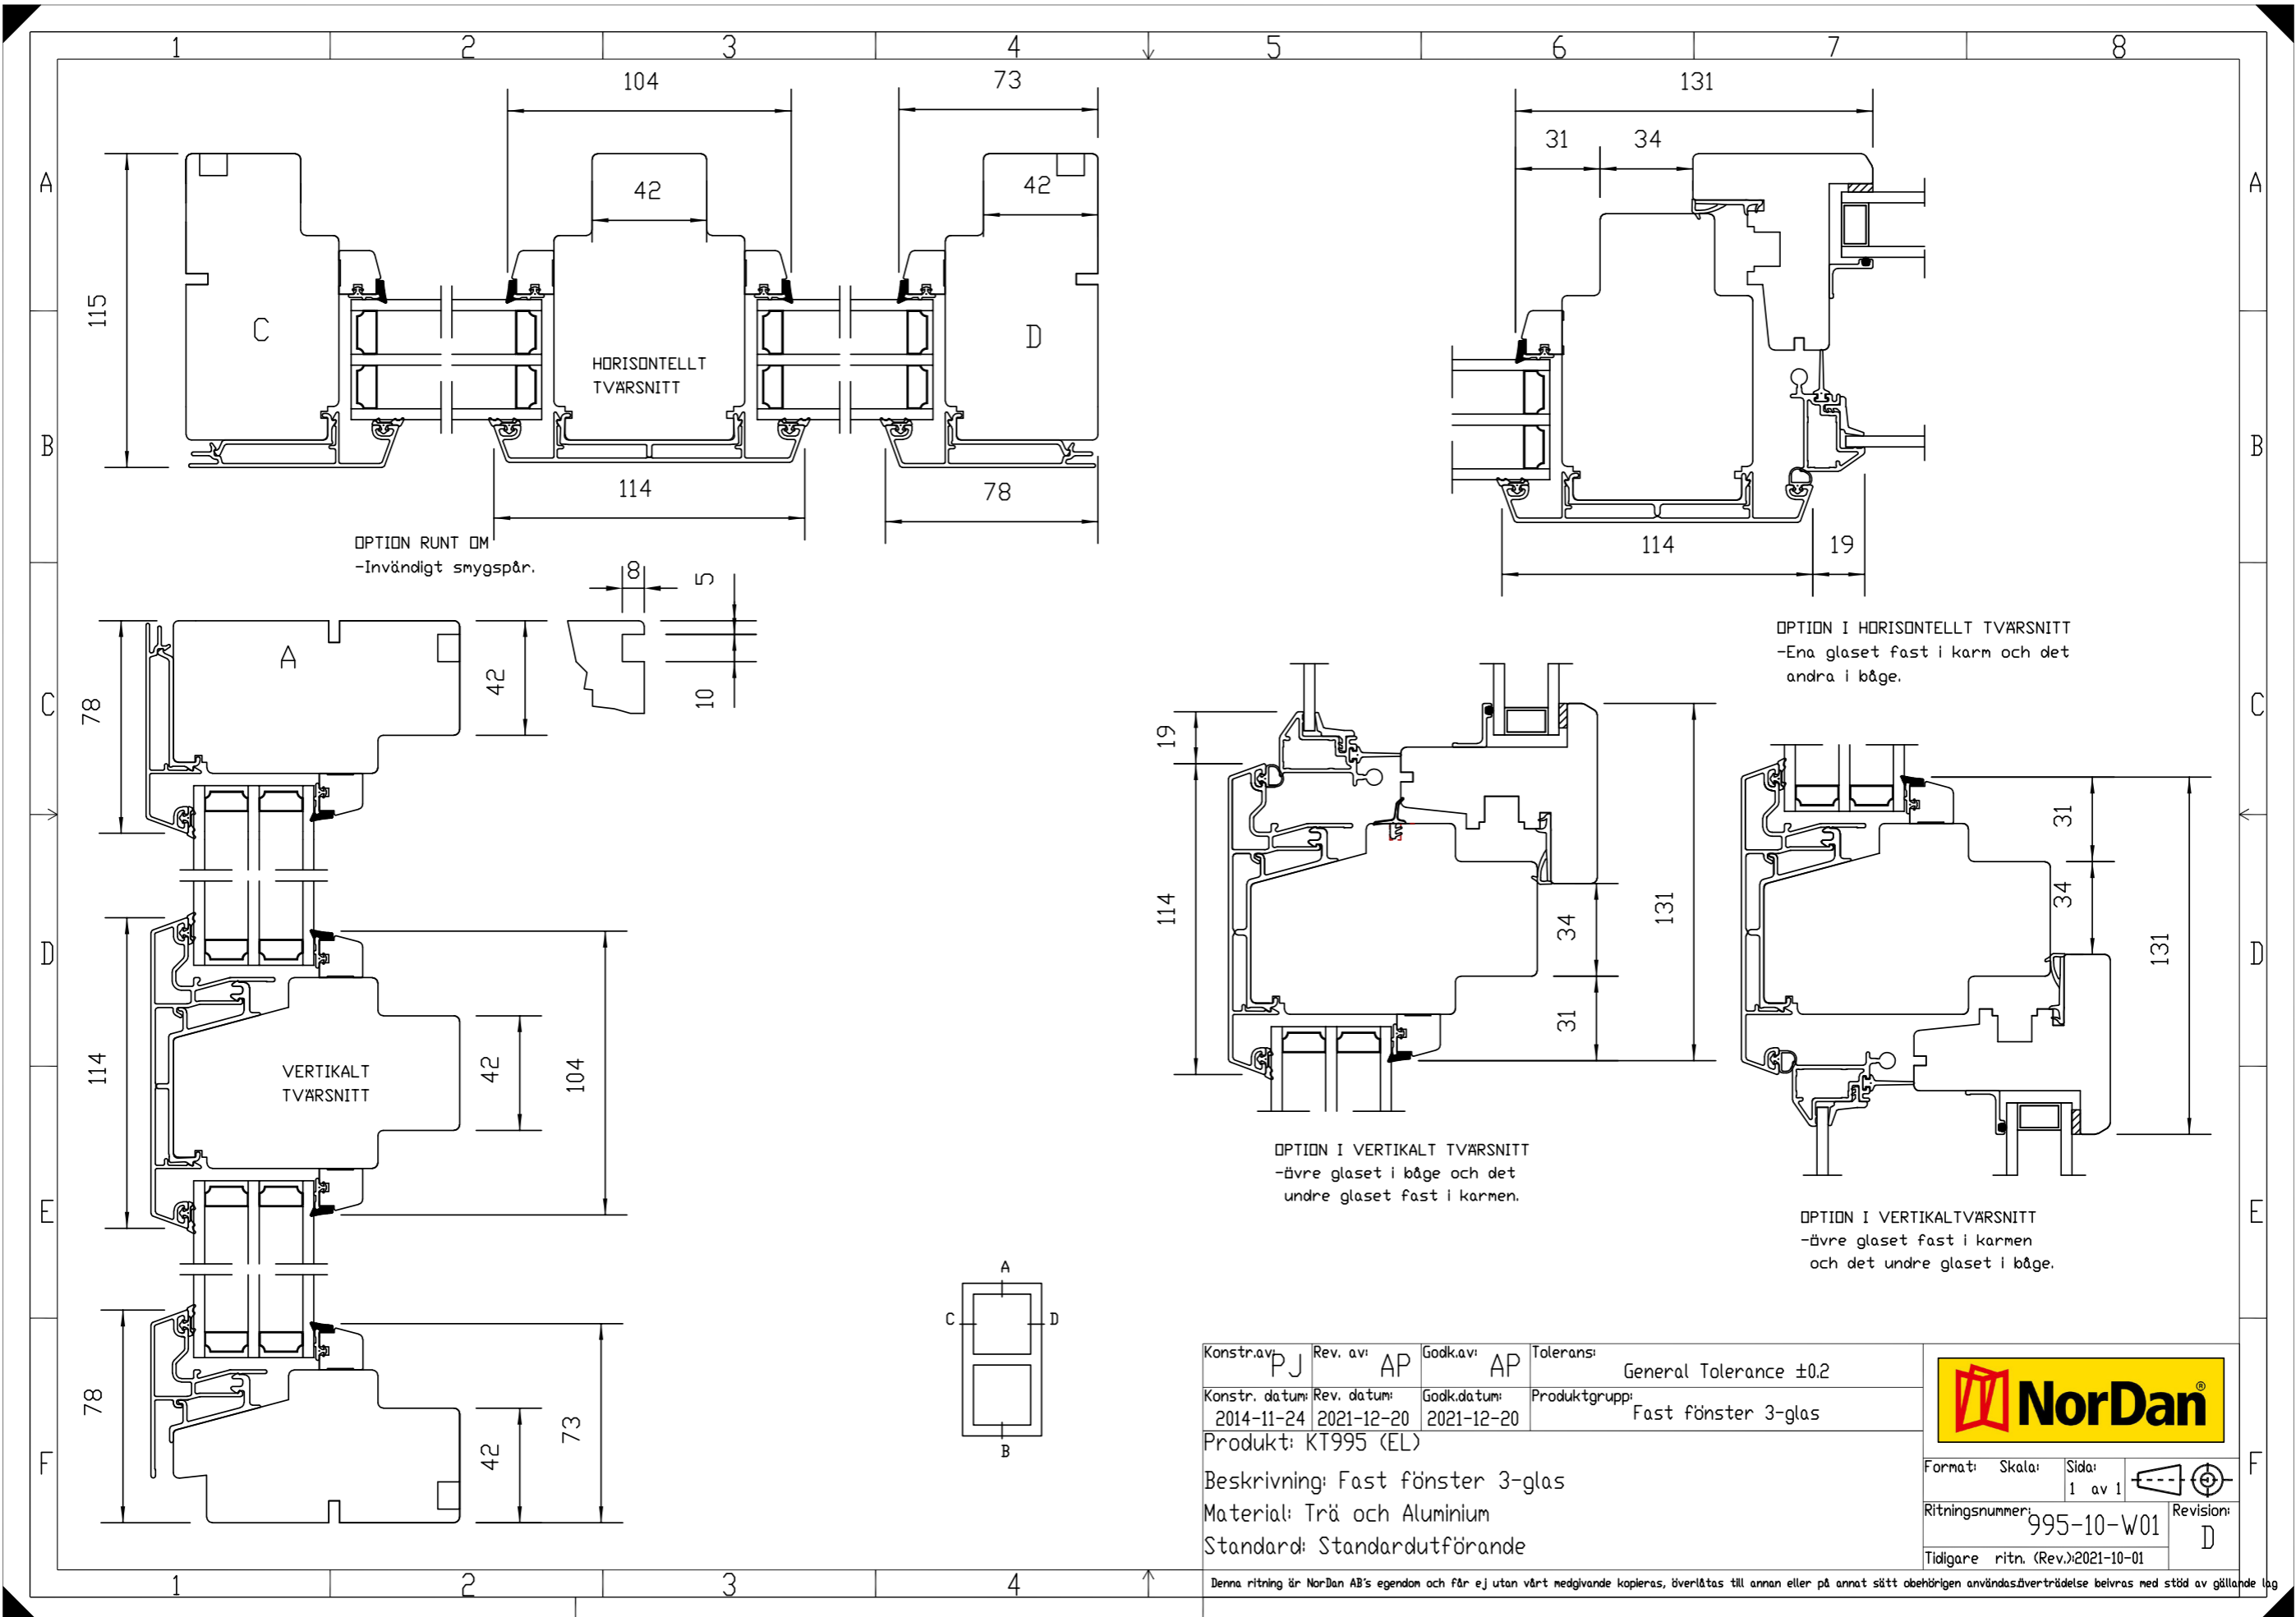 1 2 3 4 5 6 7 8
104
73
131
31
34
A
42
42
A
115
C
HORISONTELLT
TVÄRSNITT
D
B
B
114
78
114
19
OPTION RUNT OM
-Invändigt smygspår.
8
5
10
OPTION I HORISONTELLT TVÄRSNITT
-Ena glaset fast i karm och det
andra i båge.
C
C
78
A
42
19
114
34
31
131
31
34
131
D
D
114
VERTIKALT
TVÄRSNITT
42
104
OPTION I VERTIKALT TVÄRSNITT
-övre glaset i båge och det
undre glaset fast i karmen.
E
E
OPTION I VERTIKALTVÄRSNITT
-övre glaset fast i karmen
och det undre glaset i båge.
A
C
D
B
78
42
73
F
F
Konstr.av: PJ
Rev. av: AP
Godk.av: AP
Tolerans: General Tolerance ±0.2
Konstr. datum: 2014-11-24
Rev. datum: 2021-12-20
Godk.datum: 2021-12-20
Produktgrupp: Fast fönster 3-glas
Produkt: KT995 (EL)
Beskrivning: Fast fönster 3-glas
Material: Trä och Aluminium
Standard: Standardutförande
NorDan®
Format:
Skala:
Sida: 1 av 1
Ritningsnummer: 995-10-W01
Revision: D
Tidigare ritn. (Rev.):2021-10-01
1 2 3 4
Denna ritning är NorDan AB's egendom och får ej utan vårt medgivande kopieras, överlåtas till annan eller på annat sätt obehörigen användas.Överträdelse beivras med stöd av gällande lag